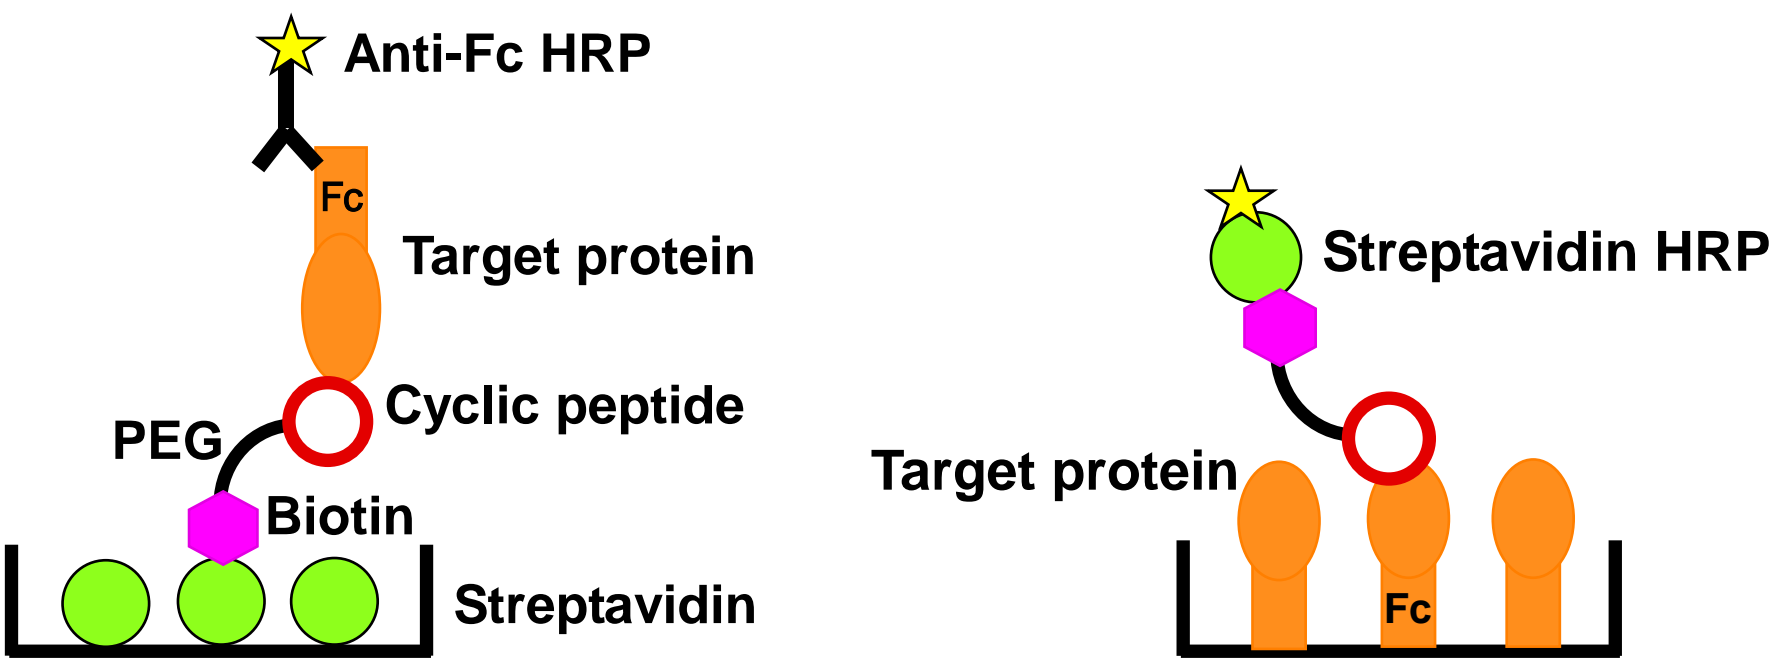 Anti-Fc HRP
Fc
Target protein
Cyclic peptide
PEG
Biotin
Streptavidin
Streptavidin HRP
Target protein
Fc